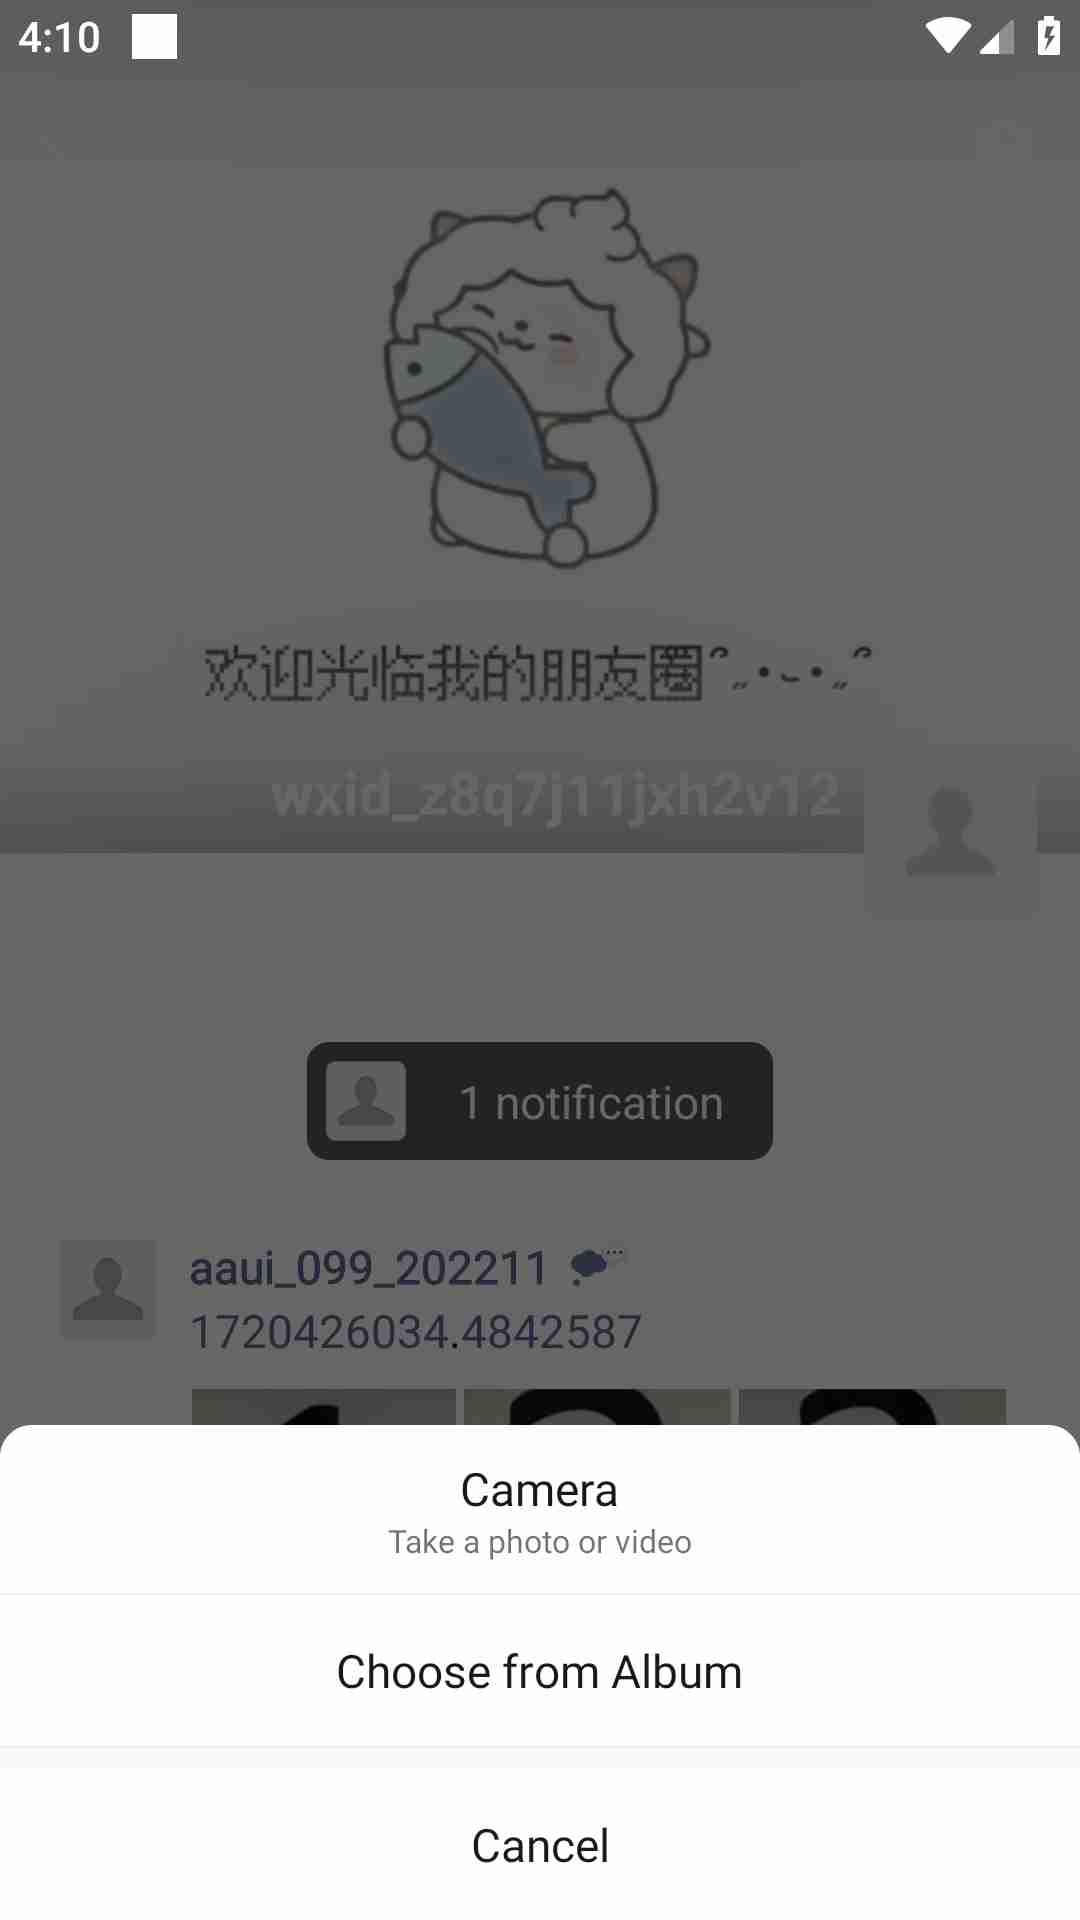 4:10
欢迎光临我的朋友圈ᵔ ˶•⌣•˶ ᵔ
wxid_z8q7j11jxh2v12
1 notification
aaui_099_202211
1720426034.4842587
Camera
Take a photo or video
Choose from Album
Cancel